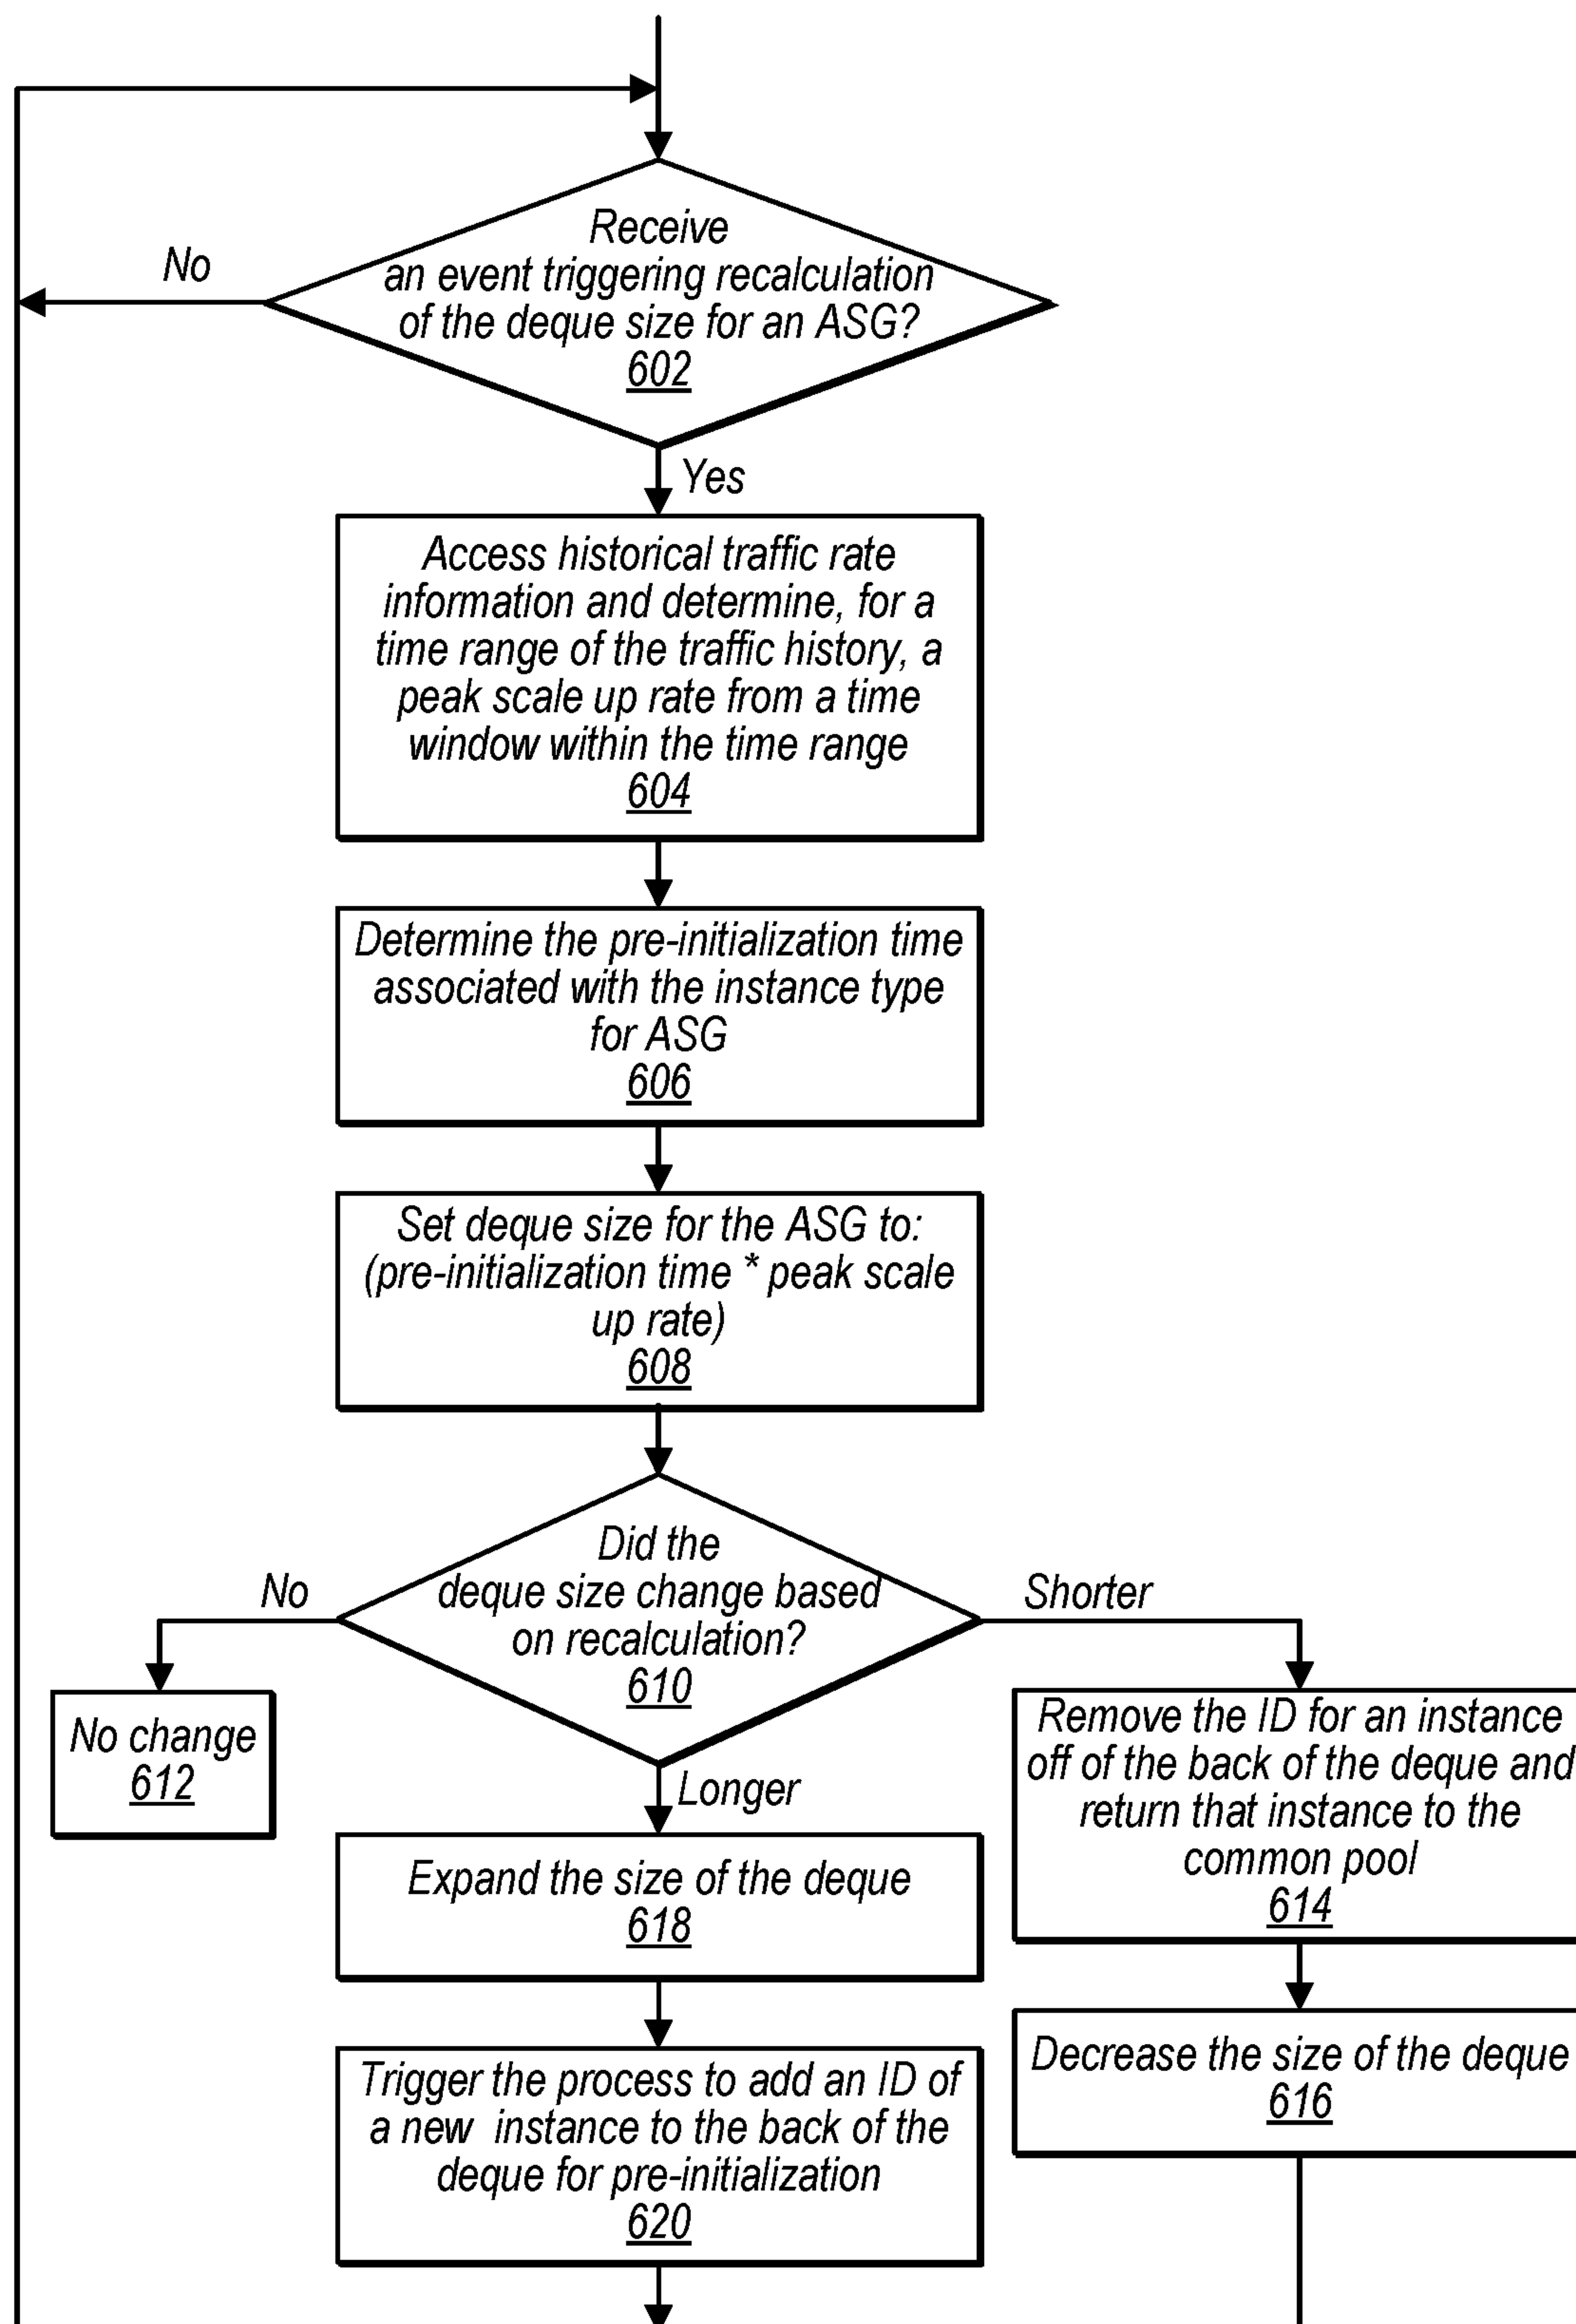 Receive
an event triggering recalculation
of the deque size for an ASG?
602
No
Yes
Access historical traffic rate
information and determine, for a
time range of the traffic history, a
peak scale up rate from a time
window within the time range
604
Determine the pre-initialization time
associated with the instance type
for ASG
606
Set deque size for the ASG to:
(pre-initialization time * peak scale
up rate)
608
Did the
deque size change based
on recalculation?
610
No
Shorter
Longer
No change
612
Remove the ID for an instance
off of the back of the deque and
return that instance to the
common pool
614
Expand the size of the deque
618
Decrease the size of the deque
616
Trigger the process to add an ID of
a new instance to the back of the
deque for pre-initialization
620